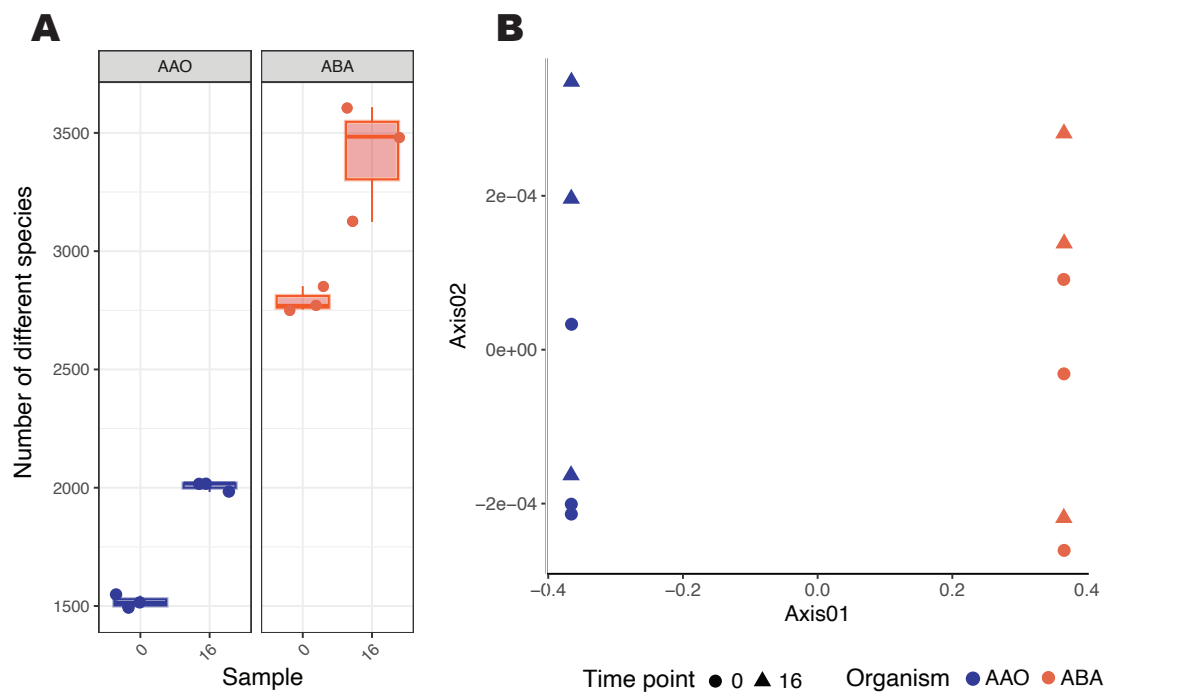 A
AAO
ABA
Number of different species
3500
3000
2500
2000
1500
0
16
0
16
Sample
B
Axis02
2e−04
0e+00
−2e−04
−0.4
−0.2
0.0
0.2
0.4
Axis01
Time point 0 16 Organism AAO ABA